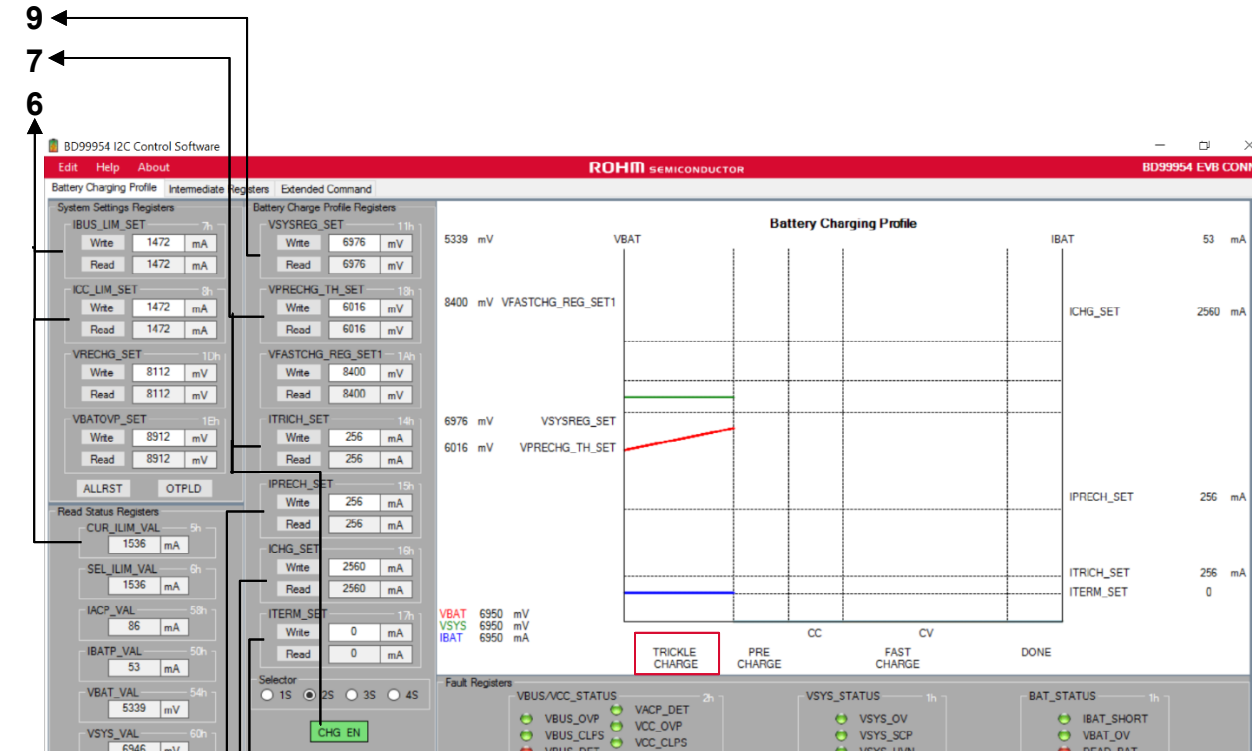 9
7
6
BD99954 I2C Control Software
Edit Help About
ROHM SEMICONDUCTOR
BD99954 EVB CONN
Battery Charging Profile Intermediate Registers Extended Command
System Settings Registers
IBUS_LIM_SET 7h
Write 1472 mA
Read 1472 mA
ICC_LIM_SET 8h
Write 1472 mA
Read 1472 mA
VRECHG_SET 1Dh
Write 8112 mV
Read 8112 mV
VBATOVP_SET 1Eh
Write 8912 mV
Read 8912 mV
ALLRST OTPLD
Read Status Registers
CUR_ILIM_VAL 5h
1536 mA
SEL_ILIM_VAL 6h
1536 mA
IACP_VAL 58h
86 mA
IBATP_VAL 50h
53 mA
VBAT_VAL 54h
5339 mV
VSYS_VAL 60h
6946 mV
Battery Charge Profile Registers
VSYSREG_SET 11h
Write 6976 mV
Read 6976 mV
VPRECHG_TH_SET 18h
Write 6016 mV
Read 6016 mV
VFASTCHG_REG_SET1 1Ah
Write 8400 mV
Read 8400 mV
ITRICH_SET 14h
Write 256 mA
Read 256 mA
IPRECH_SET 15h
Write 256 mA
Read 256 mA
ICHG_SET 16h
Write 2560 mA
Read 2560 mA
ITERM_SET 17h
Write 0 mA
Read 0 mA
Selector
1S 2S 3S 4S
CHG EN
Battery Charging Profile
5339 mV VBAT IBAT 53 mA
8400 mV VFASTCHG_REG_SET1
ICHG_SET 2560 mA
6976 mV VSYSREG_SET
6016 mV VPRECHG_TH_SET
IPRECH_SET 256 mA
ITRICH_SET 256 mA
ITERM_SET 0
VBAT 6950 mV
VSYS 6950 mV
IBAT 6950 mA
CC CV
TRICKLE CHARGE
PRE CHARGE
FAST CHARGE
DONE
Fault Registers
VBUS/VCC_STATUS 2h
VBUS_OVP
VBUS_CLPS
VBUS_DET
VACP_DET
VCC_OVP
VCC_CLPS
VSYS_STATUS 1h
VSYS_OV
VSYS_SCP
VSYS_UVN
BAT_STATUS 1h
IBAT_SHORT
VBAT_OV
DEAD_BAT